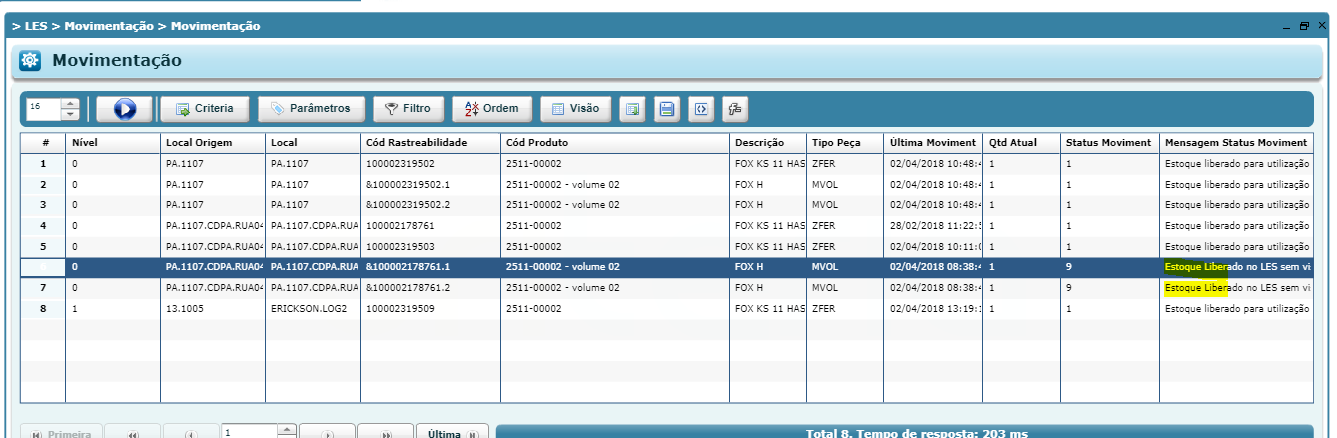 > LES > Movimentação > Movimentação
Movimentação
16 Criteria Parâmetros Filtro Ordem Visão
# Nível Local Origem Local Cód Rastreabilidade Cód Produto Descrição Tipo Peça Última Moviment Qtd Atual Status Moviment Mensagem Status Moviment
1 0 PA.1107 PA.1107 100002319502 2511-00002 FOX KS 11 HAS ZFER 02/04/2018 10:48:4 1 1 Estoque liberado para utilização
2 0 PA.1107 PA.1107 &100002319502.1 2511-00002 - volume 02 FOX H MVOL 02/04/2018 10:48:4 1 1 Estoque liberado para utilização
3 0 PA.1107 PA.1107 &100002319502.2 2511-00002 - volume 02 FOX H MVOL 02/04/2018 10:48:4 1 1 Estoque liberado para utilização
4 0 PA.1107.CDPA.RUA04 PA.1107.CDPA.RUA 100002178761 2511-00002 FOX KS 11 HAS ZFER 28/02/2018 11:22: 1 1 Estoque liberado para utilização
5 0 PA.1107.CDPA.RUA04 PA.1107.CDPA.RUA 100002319503 2511-00002 FOX KS 11 HAS ZFER 02/04/2018 10:11:0 1 1 Estoque liberado para utilização
0 PA.1107.CDPA.RUA04 PA.1107.CDPA.RUA &100002178761.1 2511-00002 - volume 02 FOX H MVOL 02/04/2018 08:38:4 1 9 Estoque Liberado no LES sem vi
7 0 PA.1107.CDPA.RUA04 PA.1107.CDPA.RUA &100002178761.2 2511-00002 - volume 02 FOX H MVOL 02/04/2018 08:38:4 1 9 Estoque Liberado no LES sem vi
8 1 13.1005 ERICKSON.LOG2 100002319509 2511-00002 FOX KS 11 HAS ZFER 02/04/2018 13:19: 1 1 Estoque liberado para utilização
Primeira 1 Última Total 8. Tempo de resposta: 203 ms